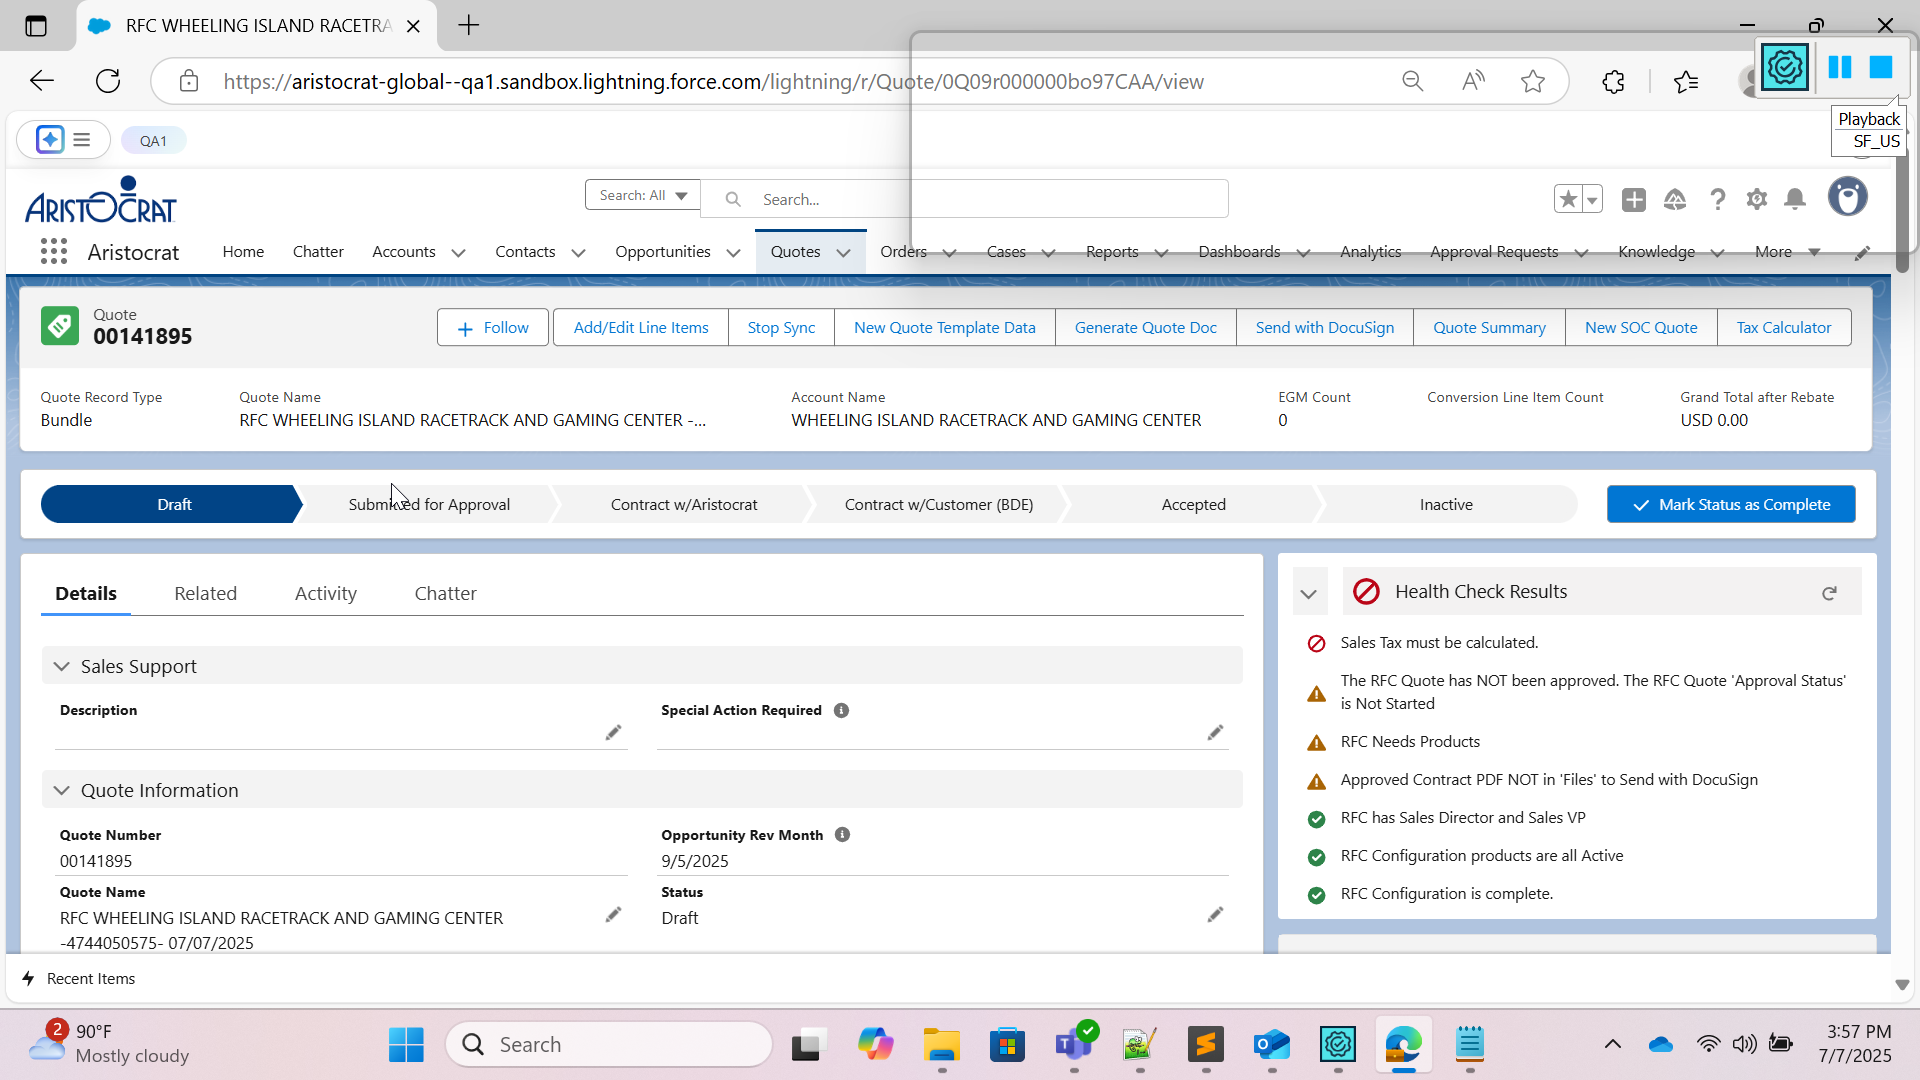 RFC WHEELING ISLAND RACETRA
https://aristocrat-global--qa1.sandbox.lightning.force.com/lightning/r/Quote/0Q09r000000bo97CAA/view
Playback
SF_US
QA1
ARISTOCRAT
Search: All
Search...
Aristocrat
Home
Chatter
Accounts
Contacts
Opportunities
Quotes
Orders
Cases
Reports
Dashboards
Analytics
Approval Requests
Knowledge
More
Quote
00141895
Follow
Add/Edit Line Items
Stop Sync
New Quote Template Data
Generate Quote Doc
Send with DocuSign
Quote Summary
New SOC Quote
Tax Calculator
Quote Record Type
Bundle
Quote Name
RFC WHEELING ISLAND RACETRACK AND GAMING CENTER -...
Account Name
WHEELING ISLAND RACETRACK AND GAMING CENTER
EGM Count
0
Conversion Line Item Count
Grand Total after Rebate
USD 0.00
Draft
Submitted for Approval
Contract w/Aristocrat
Contract w/Customer (BDE)
Accepted
Inactive
Mark Status as Complete
Details
Related
Activity
Chatter
Sales Support
Description
Special Action Required
Quote Information
Quote Number
00141895
Opportunity Rev Month
9/5/2025
Quote Name
RFC WHEELING ISLAND RACETRACK AND GAMING CENTER
-4744050575- 07/07/2025
Status
Draft
Health Check Results
Sales Tax must be calculated.
The RFC Quote has NOT been approved. The RFC Quote 'Approval Status'
is Not Started
RFC Needs Products
Approved Contract PDF NOT in 'Files' to Send with DocuSign
RFC has Sales Director and Sales VP
RFC Configuration products are all Active
RFC Configuration is complete.
Recent Items
2
90°F
Mostly cloudy
Search
3:57 PM
7/7/2025